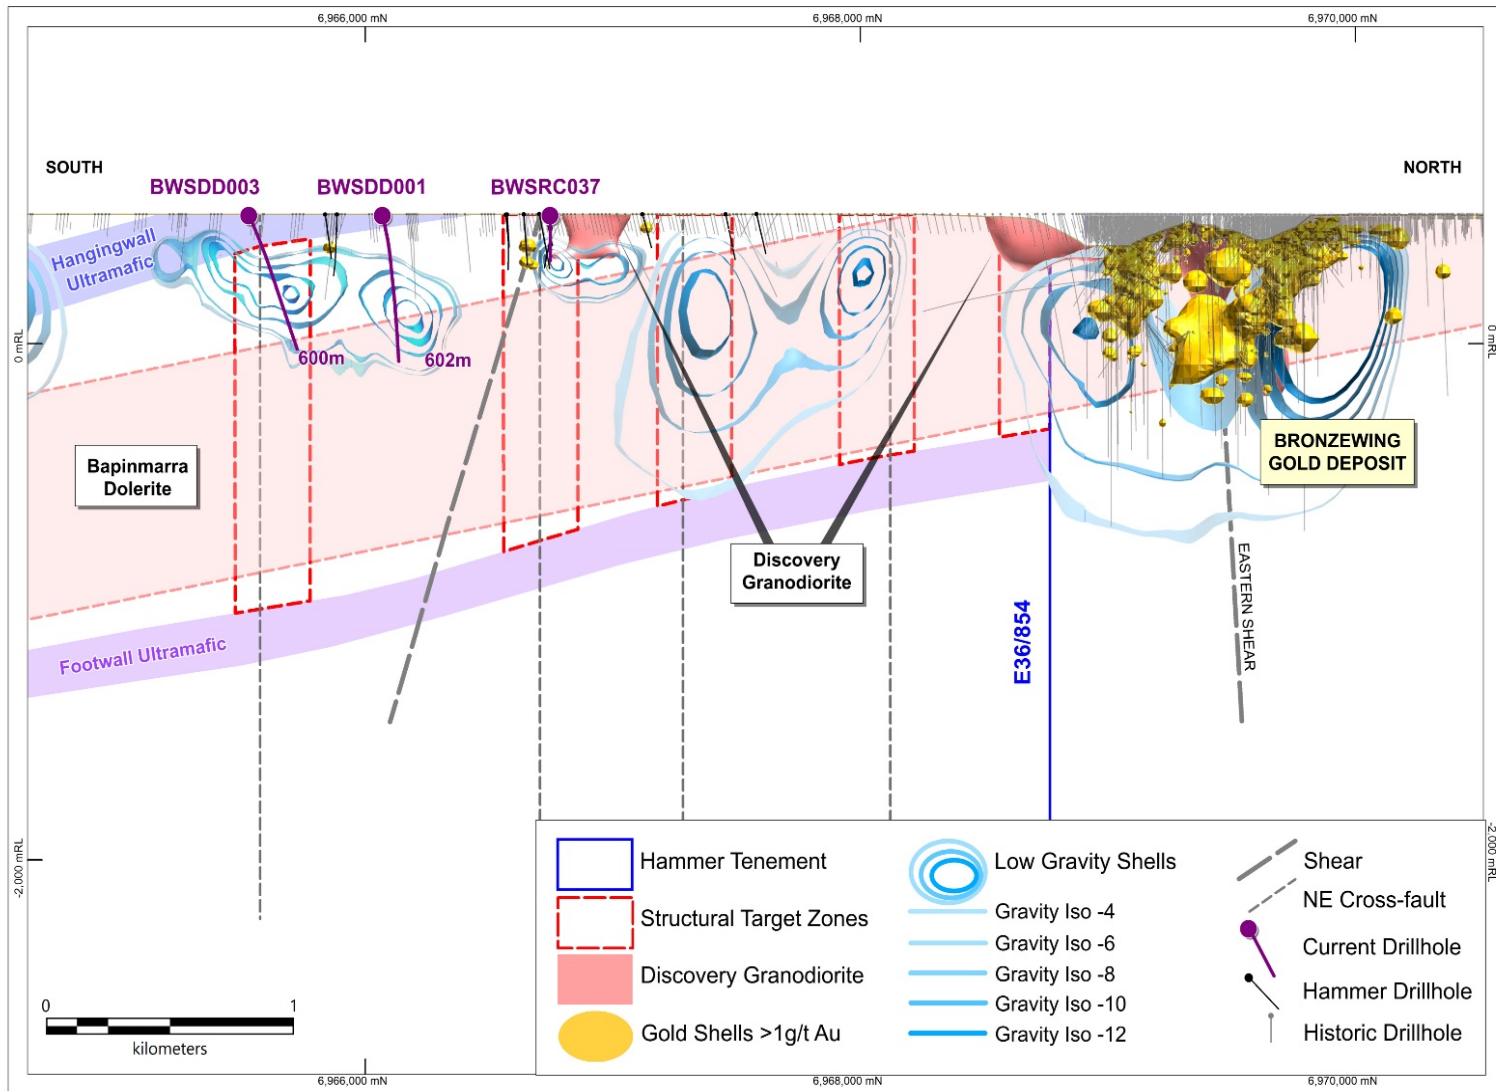 6,966,000 mN
6,968,000 mN
6,970,000 mN
SOUTH
NORTH
BWSDD003
BWSDD001
BWSRC037
Hangingwall
Ultramafic
0 mRL
0 mRL
600m
602m
BRONZEWING
GOLD DEPOSIT
Bapinmarra
Dolerite
Discovery
Granodiorite
EASTERN SHEAR
E36/854
Footwall Ultramafic
-2,000 mRL
-2,000 mRL
Hammer Tenement
Structural Target Zones
Discovery Granodiorite
Gold Shells >1g/t Au
Low Gravity Shells
Gravity Iso -4
Gravity Iso -6
Gravity Iso -8
Gravity Iso -10
Gravity Iso -12
Shear
NE Cross-fault
Current Drillhole
Hammer Drillhole
Historic Drillhole
0
1
kilometers
6,966,000 mN
6,968,000 mN
6,970,000 mN